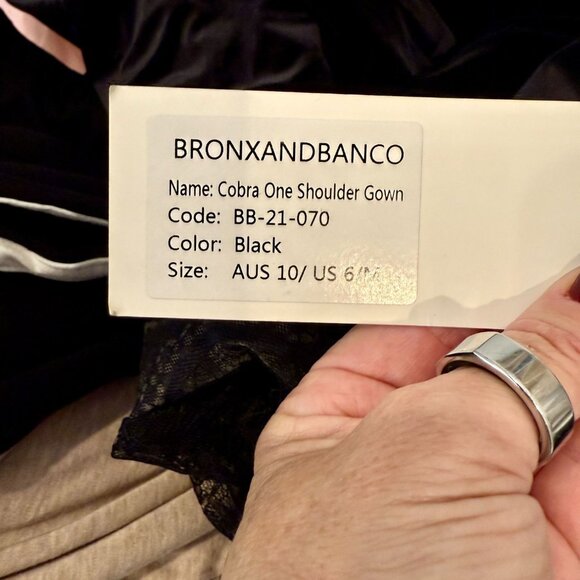 BRONXANDBANCO
Name: Cobra One Shoulder Gown
Code: BB-21-070
Color: Black
Size: AUS 10/ US 6/M